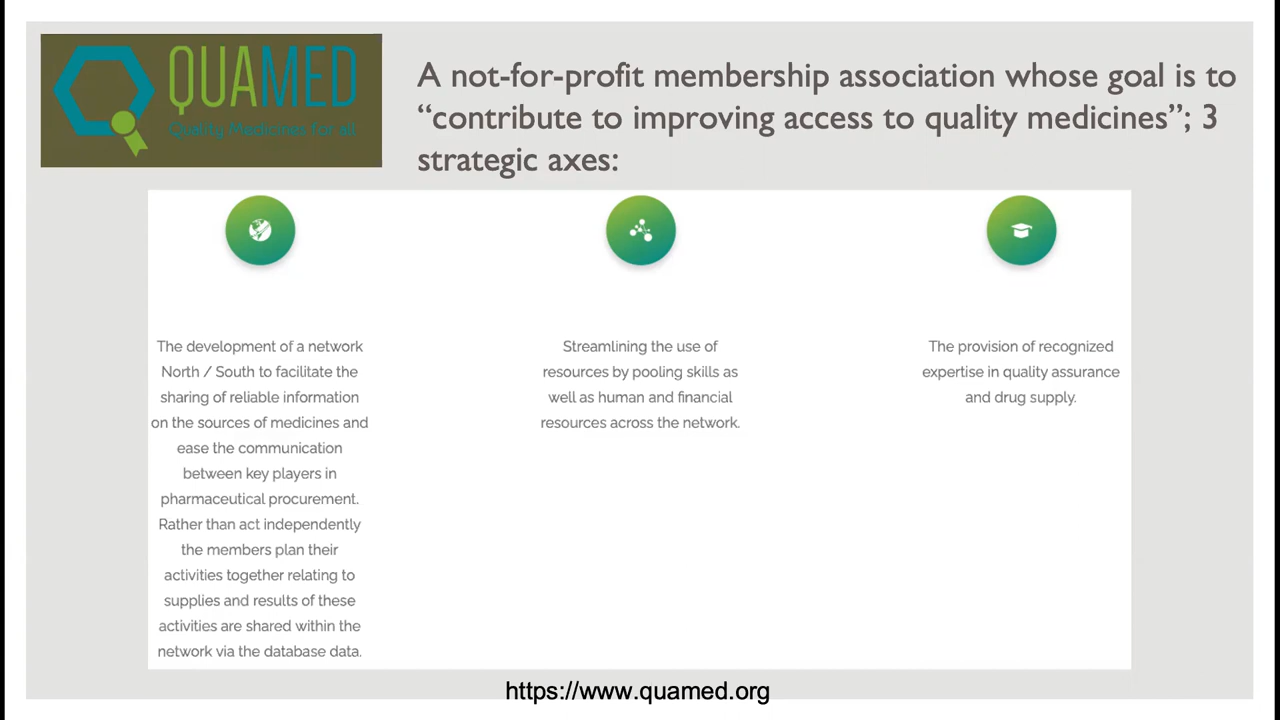 QUAMED
Quality Medicines for all
A not-for-profit membership association whose goal is to
“contribute to improving access to quality medicines”; 3
strategic axes:
The development of a network
North / South to facilitate the
sharing of reliable information
on the sources of medicines and
ease the communication
between key players in
pharmaceutical procurement.
Rather than act independently
the members plan their
activities together relating to
supplies and results of these
activities are shared within the
network via the database data.
Streamlining the use of
resources by pooling skills as
well as human and financial
resources across the network.
The provision of recognized
expertise in quality assurance
and drug supply.
https://www.quamed.org